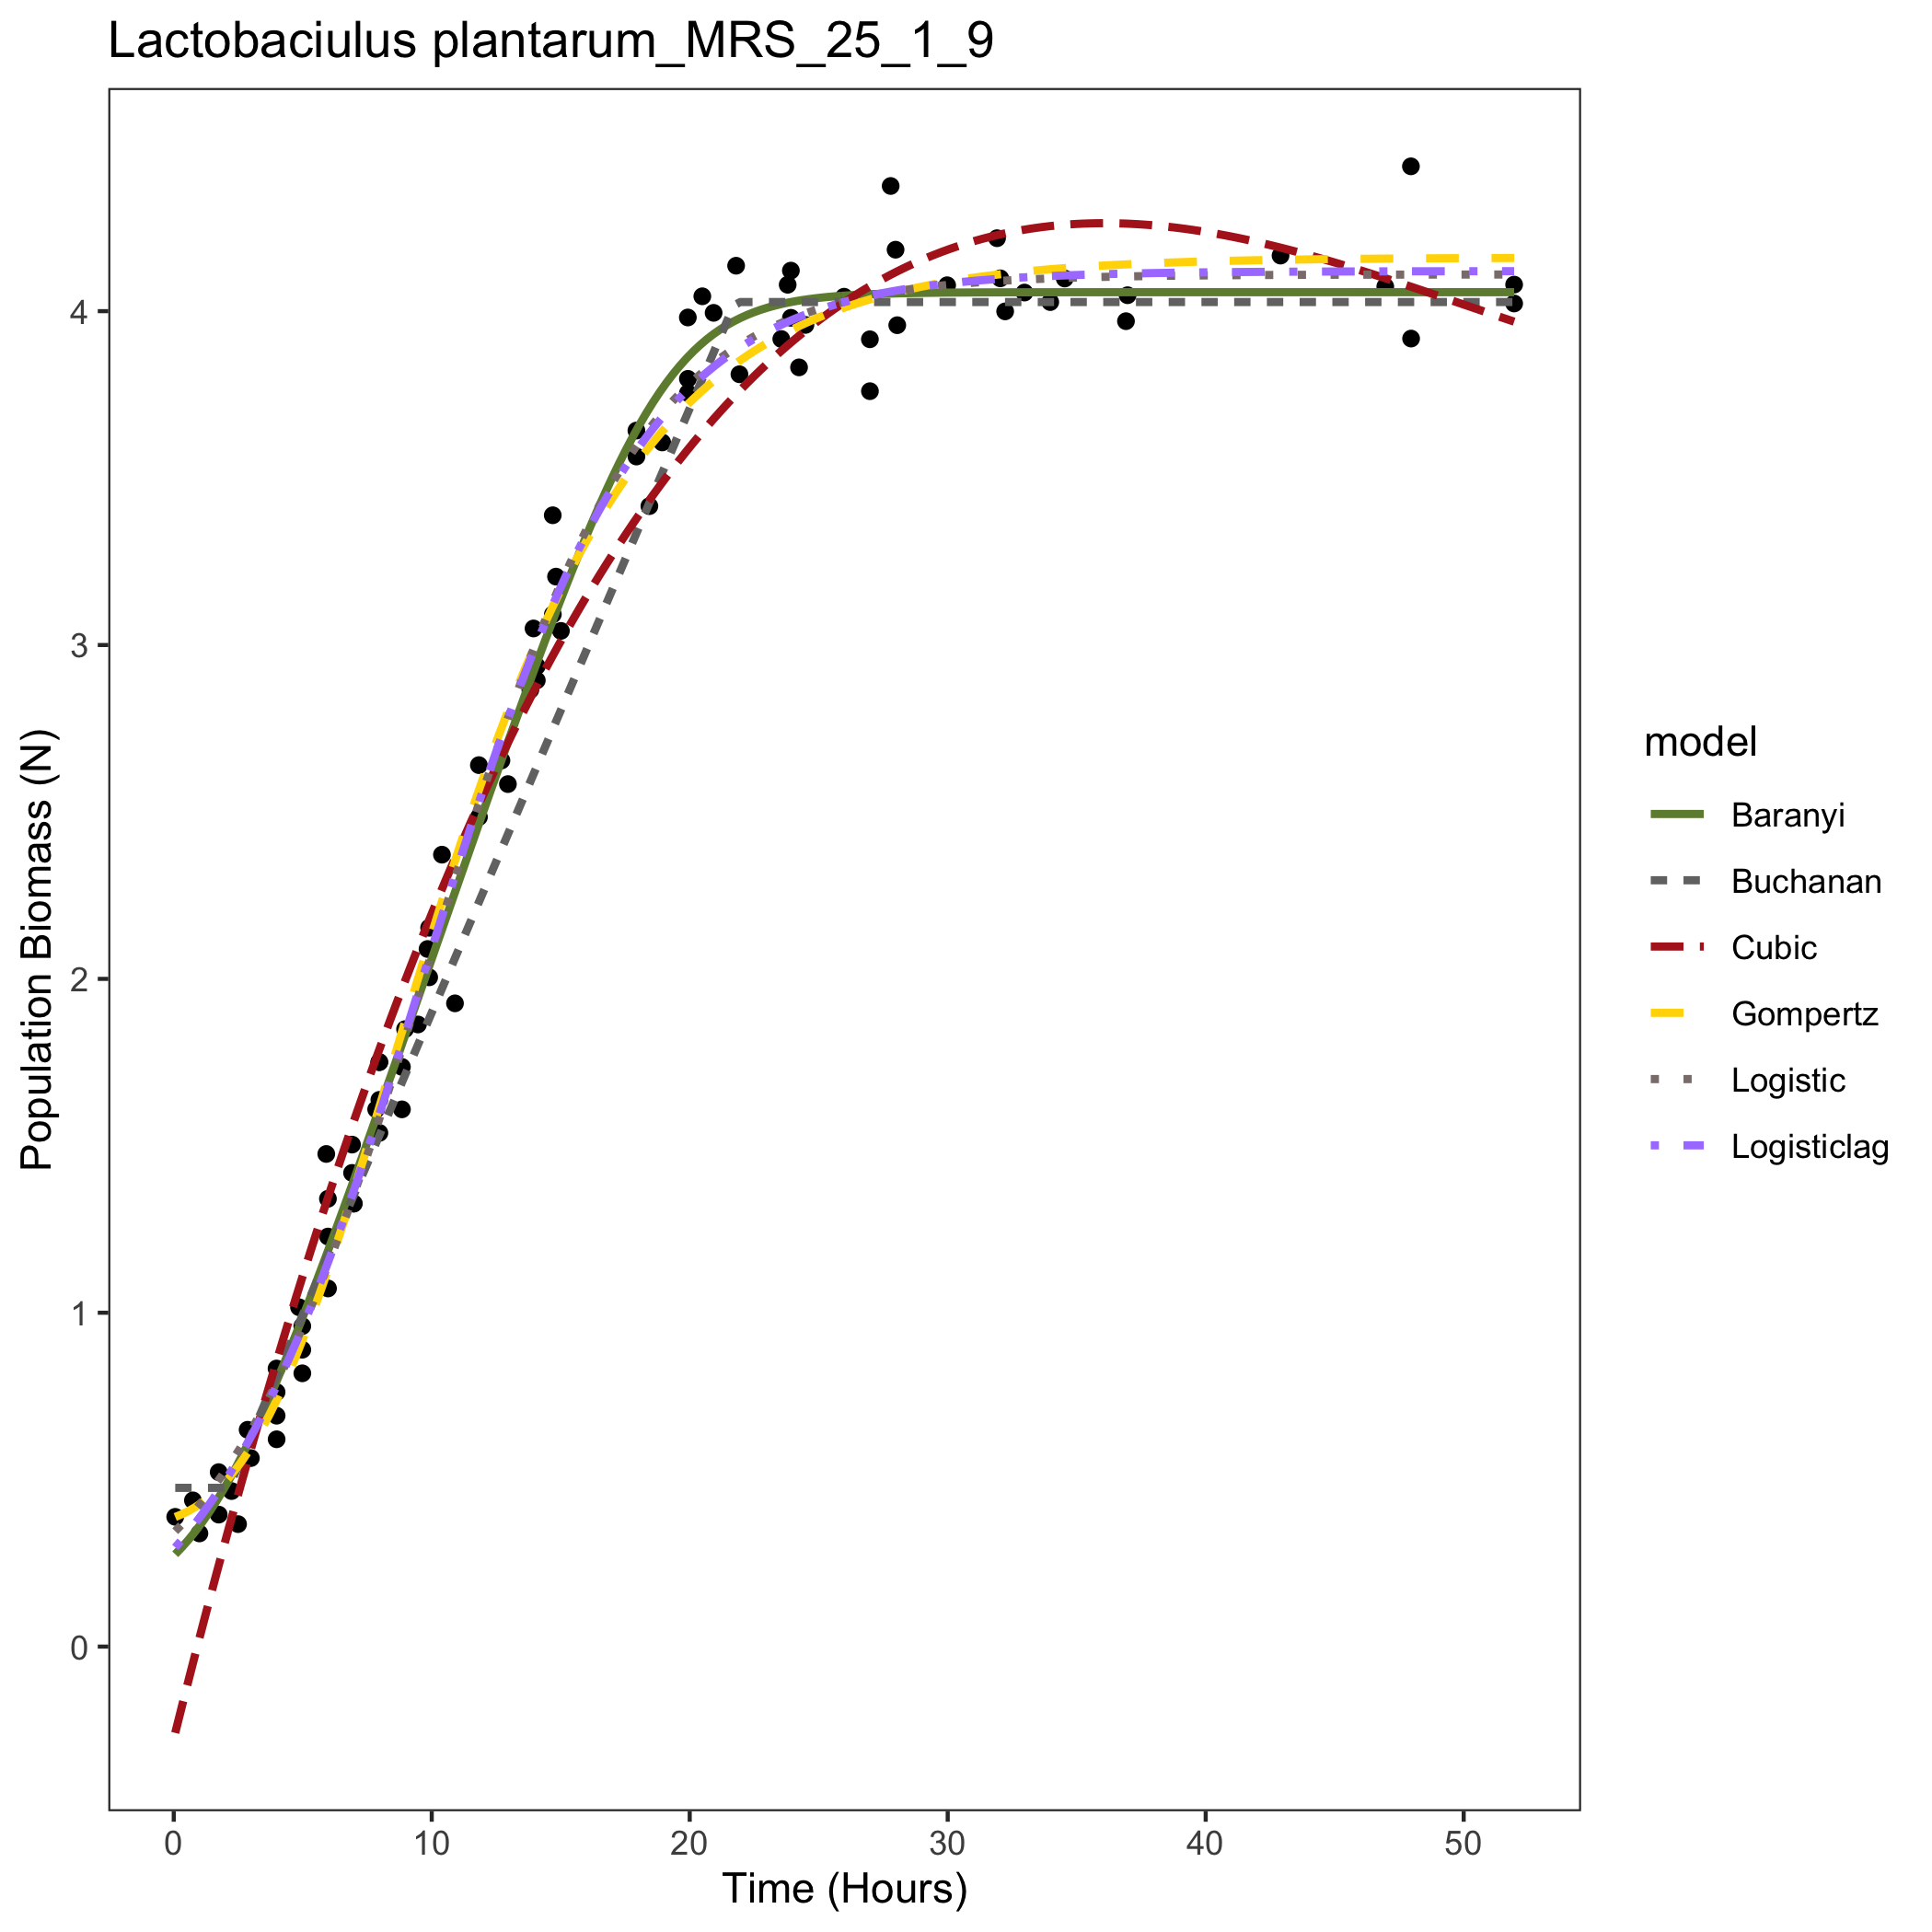 Lactobaciulus plantarum_MRS_25_1_9
Population Biomass (N)
4
3
2
1
0
0 10 20 30 40 50
Time (Hours)
model
Baranyi
Buchanan
Cubic
Gompertz
Logistic
Logisticlag